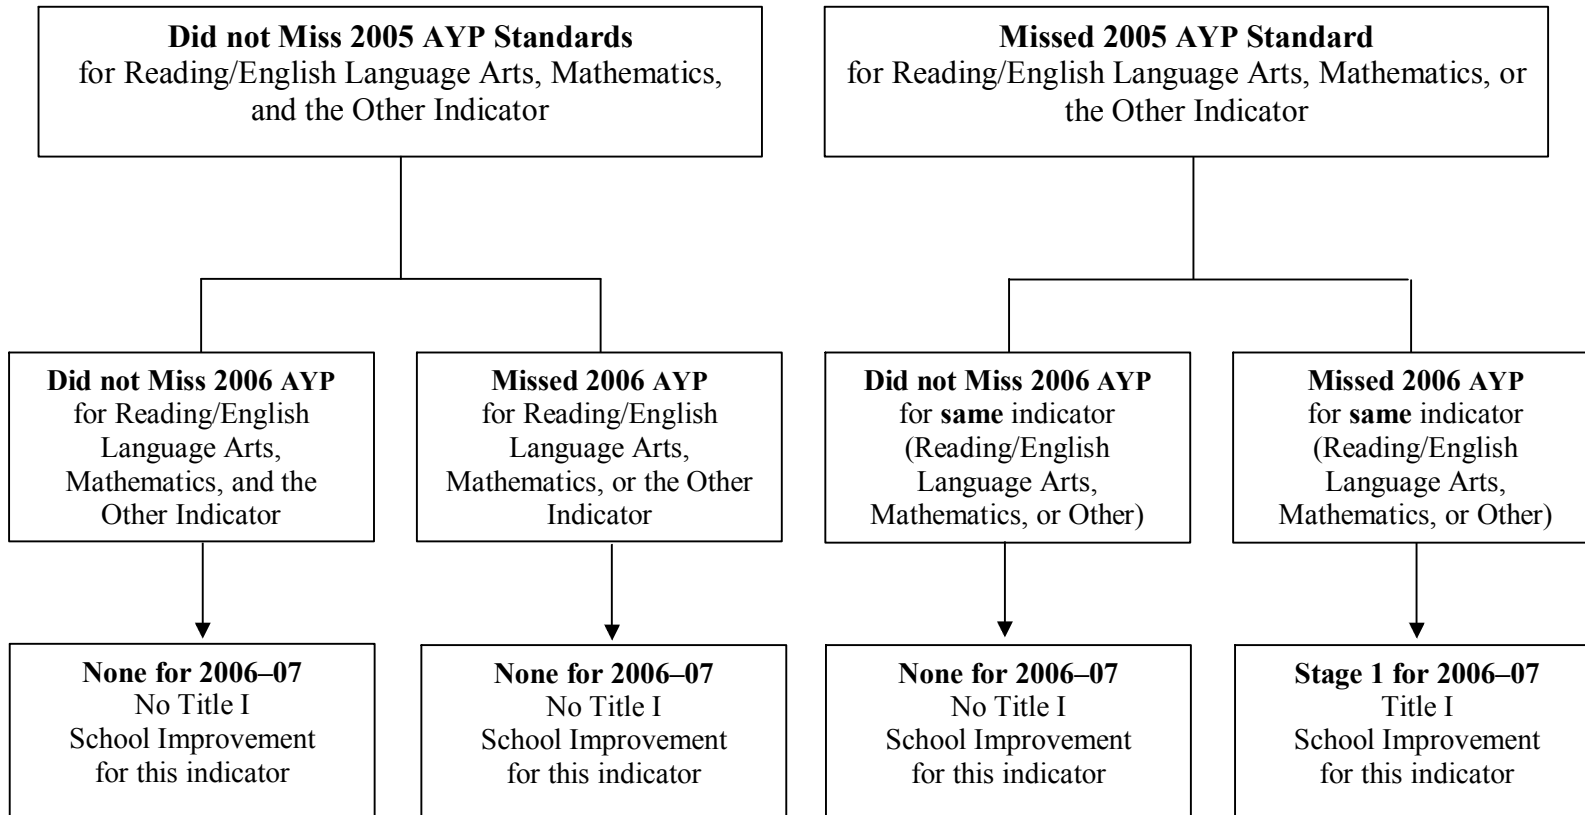 Did not Miss 2005 AYP Standards
for Reading/English Language Arts, Mathematics,
and the Other Indicator
Missed 2005 AYP Standard
for Reading/English Language Arts, Mathematics, or
the Other Indicator
Did not Miss 2006 AYP
for Reading/English
Language Arts,
Mathematics, and the
Other Indicator
Missed 2006 AYP
for Reading/English
Language Arts,
Mathematics, or the Other
Indicator
Did not Miss 2006 AYP
for same indicator
(Reading/English
Language Arts,
Mathematics, or Other)
Missed 2006 AYP
for same indicator
(Reading/English
Language Arts,
Mathematics, or Other)
None for 2006–07
No Title I
School Improvement
for this indicator
None for 2006–07
No Title I
School Improvement
for this indicator
None for 2006–07
No Title I
School Improvement
for this indicator
Stage 1 for 2006–07
Title I
School Improvement
for this indicator